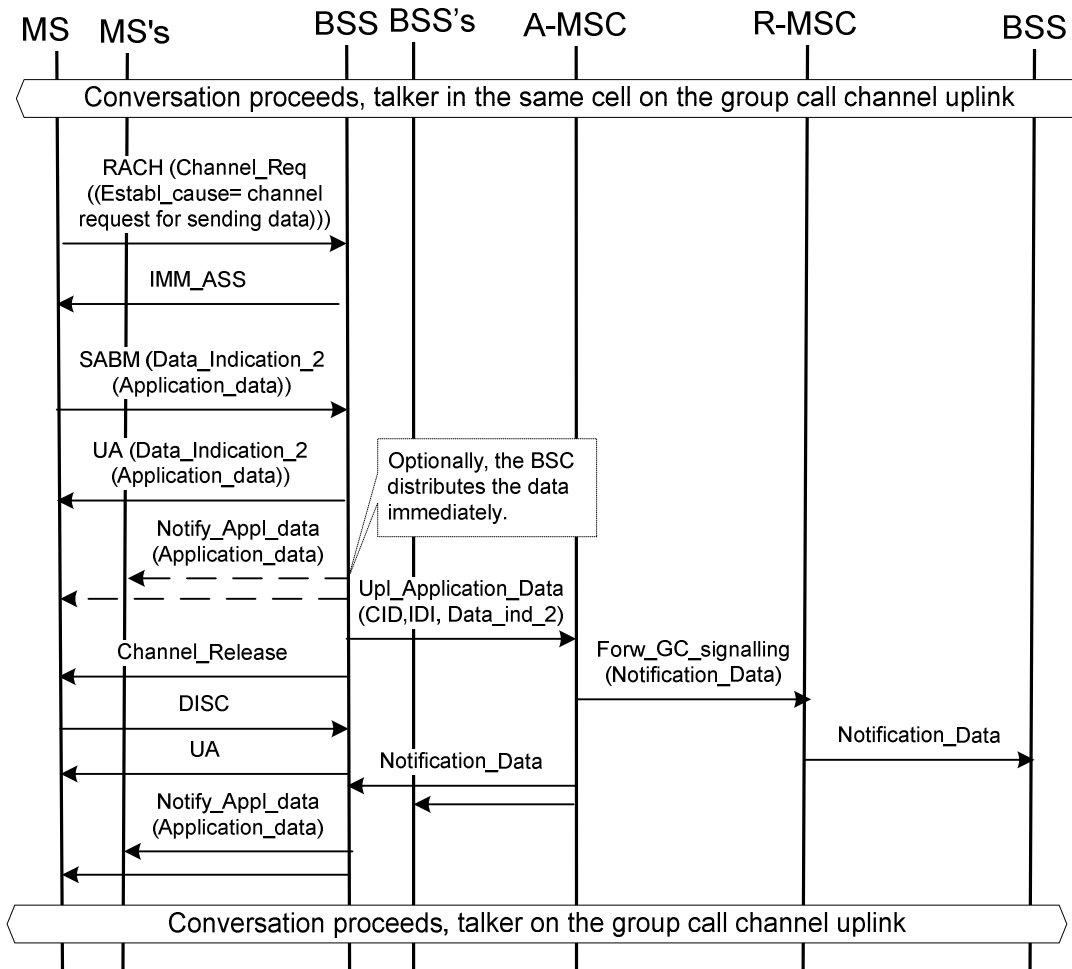 MS MS's BSS BSS's A-MSC R-MSC BSS
Conversation proceeds, talker in the same cell on the group call channel uplink
RACH (Channel_Req
((Establ_cause= channel
request for sending data)))
IMM_ASS
SABM (Data_Indication_2
(Application_data))
UA (Data_Indication_2
(Application_data))
Optionally, the BSC
distributes the data
immediately.
Notify_Appl_data
(Application_data)
Upl_Application_Data
(CID,IDI, Data_ind_2)
Channel_Release
Forw_GC_signalling
(Notification_Data)
DISC
Notification_Data
UA
Notification_Data
Notify_Appl_data
(Application_data)
Conversation proceeds, talker on the group call channel uplink